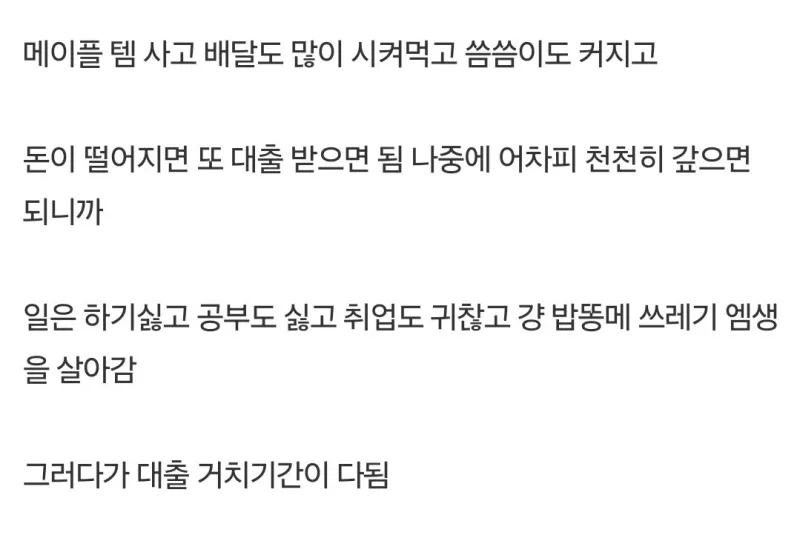 메이플 템 사고 배달도 많이 시켜먹고 씀씀이도 커지고
돈이 떨어지면 또 대출 받으면 됨 나중에 어차피 천천히 갚으면
되니까
일은 하기싫고 공부도 싫고 취업도 귀찮고 걍 밥똥메 쓰레기 엠생
을 살아감
그러다가 대출 거치기간이 다됨